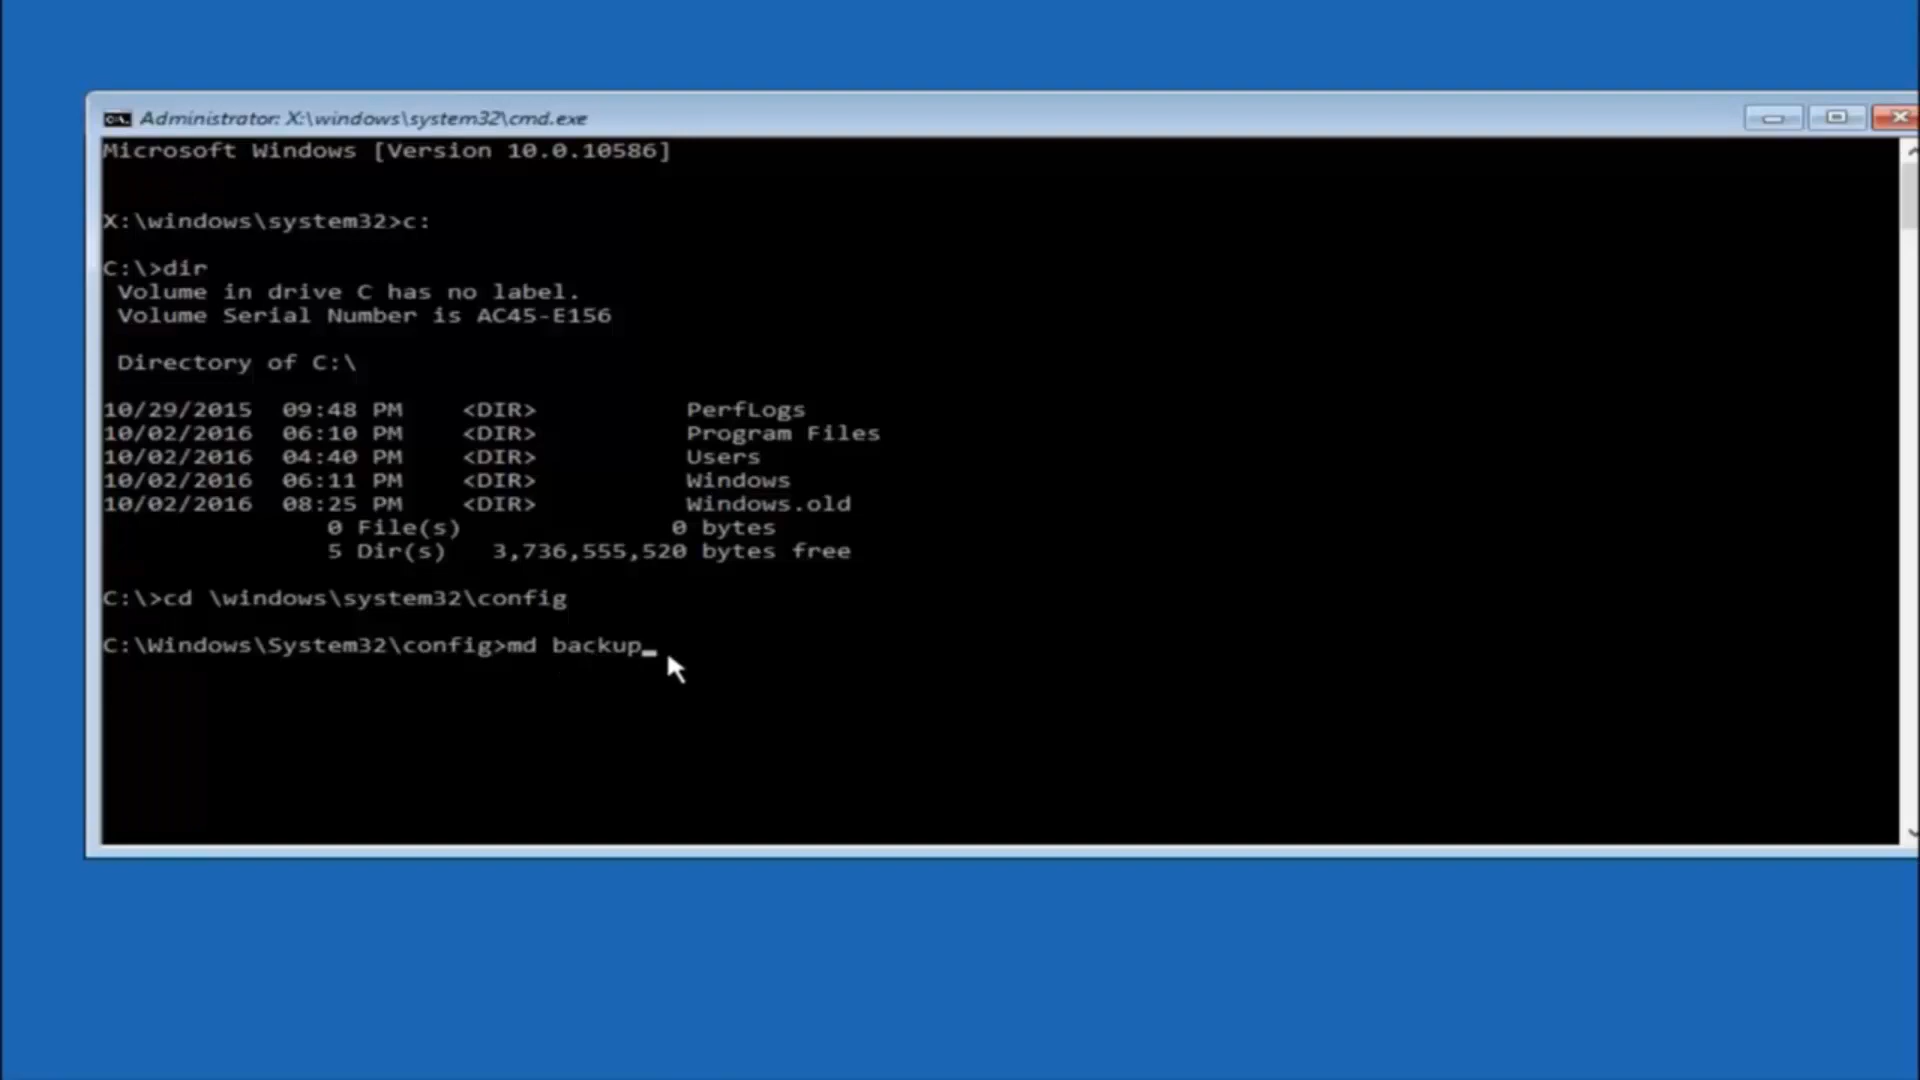 Administrator: X:\windows\system32\cmd.exe
Microsoft Windows [Version 10.0.10586]
X:\windows\system32>c:
C:\>dir
Volume in drive C has no label.
Volume Serial Number is AC45-E156
Directory of C:\
10/29/2015 09:48 PM <DIR> PerfLogs
10/02/2016 06:10 PM <DIR> Program Files
10/02/2016 04:40 PM <DIR> Users
10/02/2016 06:11 PM <DIR> Windows
10/02/2016 08:25 PM <DIR> Windows.old
0 File(s) 0 bytes
5 Dir(s) 3,736,555,520 bytes free
C:\>cd \windows\system32\config
C:\Windows\System32\config>md backup_